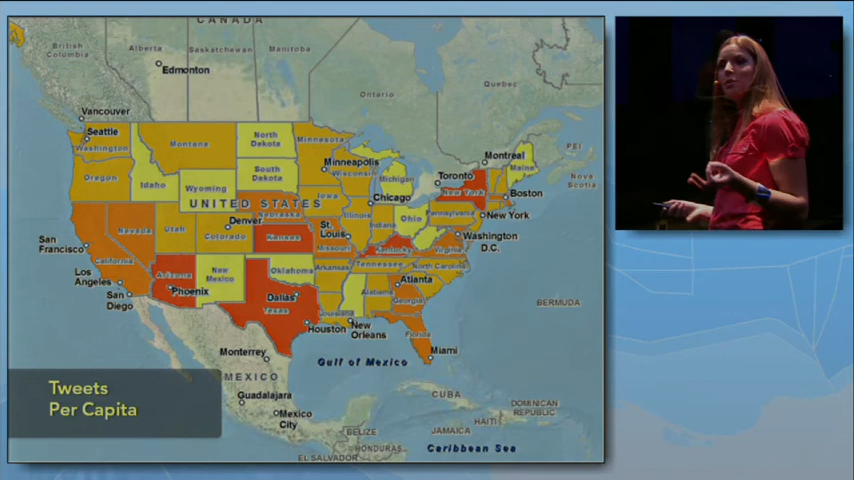 CANADA
British
Columbia
Alberta
Saskatchewan
Manitoba
Edmonton
Ontario
Quebec
Vancouver
Seattle
Washington
Montana
North
Dakota
Minnesota
Montreal
PEI
Nova
Scotia
Maine
Oregon
Idaho
Wyoming
South
Dakota
Minneapolis
Wisconsin
Michigan
Toronto
New York
Boston
UNITED STATES
Iowa
Chicago
Nebraska
Illinois
Indiana
Ohio
Pennsylvania
New York
Nevada
Utah
Denver
Colorado
Kansas
St.
Louis
Missouri
Kentucky
Virginia
Washington
D.C.
San
Francisco
California
Los
Angeles
San
Diego
Arizona
Phoenix
New
Mexico
Oklahoma
Arkansas
Tennessee
North Carolina
Atlanta
Alabama
Georgia
Dallas
Texas
Louisiana
Houston
New
Orleans
Florida
Miami
BERMUDA
Monterrey
Gulf of Mexico
MEXICO
Guadalajara
Mexico
City
CUBA
DOMINICAN
REPUBLIC
HAITI
JAMAICA
BELIZE
HONDURAS
EL SALVADOR
Caribbean Sea
Tweets
Per Capita